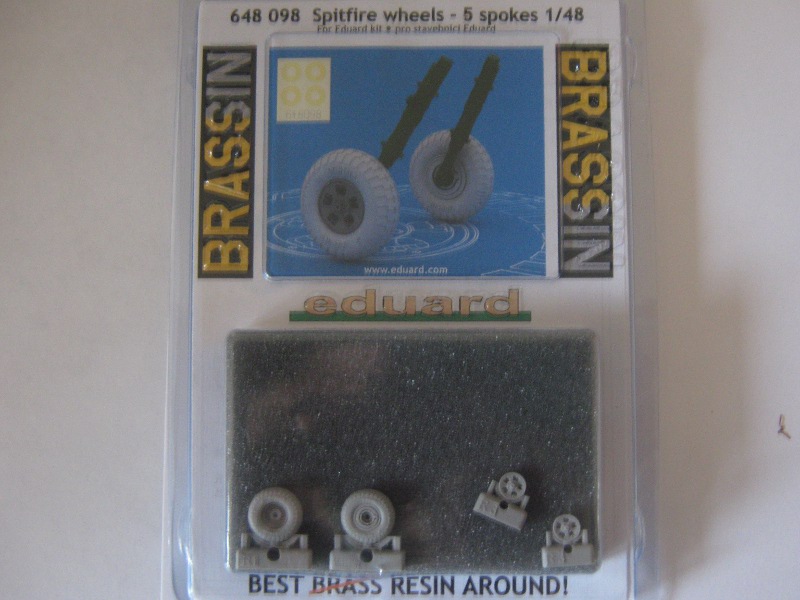 648 098 Spitfire wheels - 5 spokes 1/48
For Eduard kit * pro stavebnici Eduard
BRASSIN
BRASSIN
www.eduard.com
eduard
BEST BRASS RESIN AROUND!